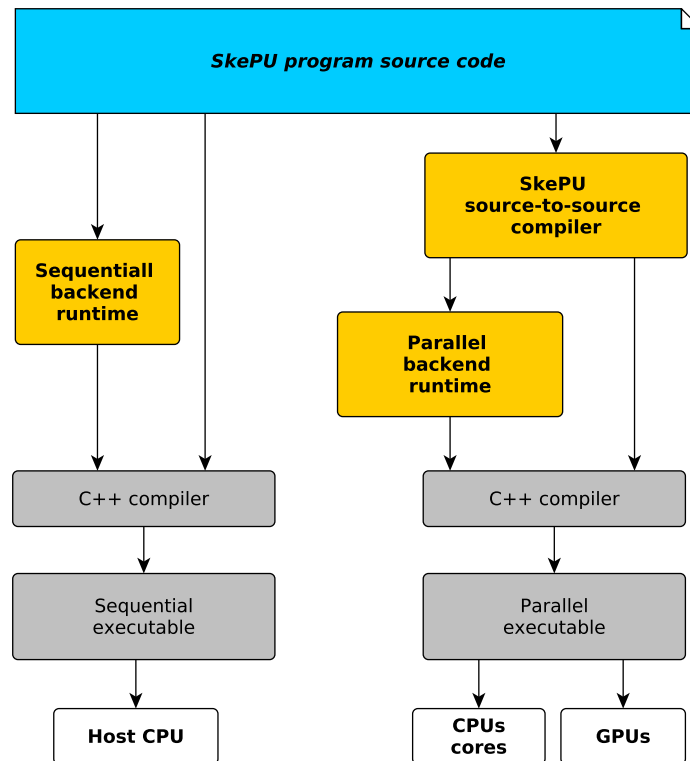 SkePU program source code
SkePU
source-to-source
compiler
Sequentiall
backend
runtime
Parallel
backend
runtime
C++ compiler
C++ compiler
Sequential
executable
Parallel
executable
Host CPU
CPUs
cores
GPUs